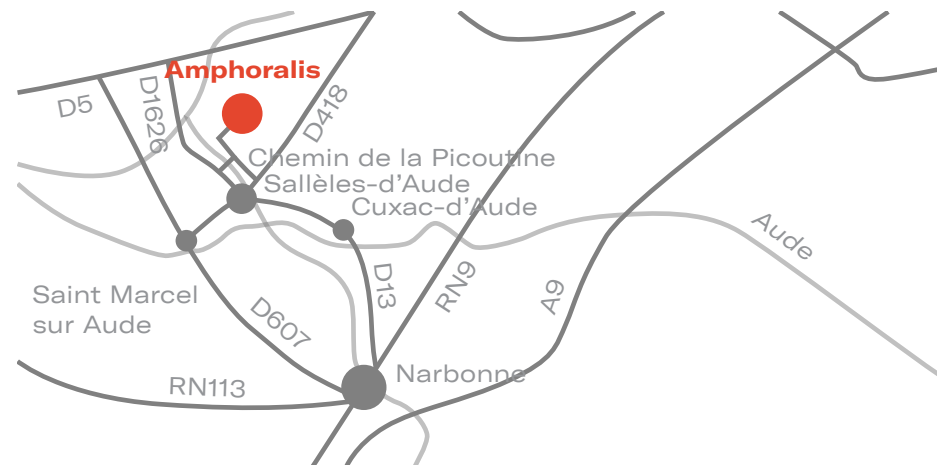 Amphoralis
D5
D1626
D418
Chemin de la Picoutine
Sallèles-d'Aude
Cuxac-d'Aude
Aude
D13
RN9
A9
Saint Marcel
sur Aude
D607
Narbonne
RN113